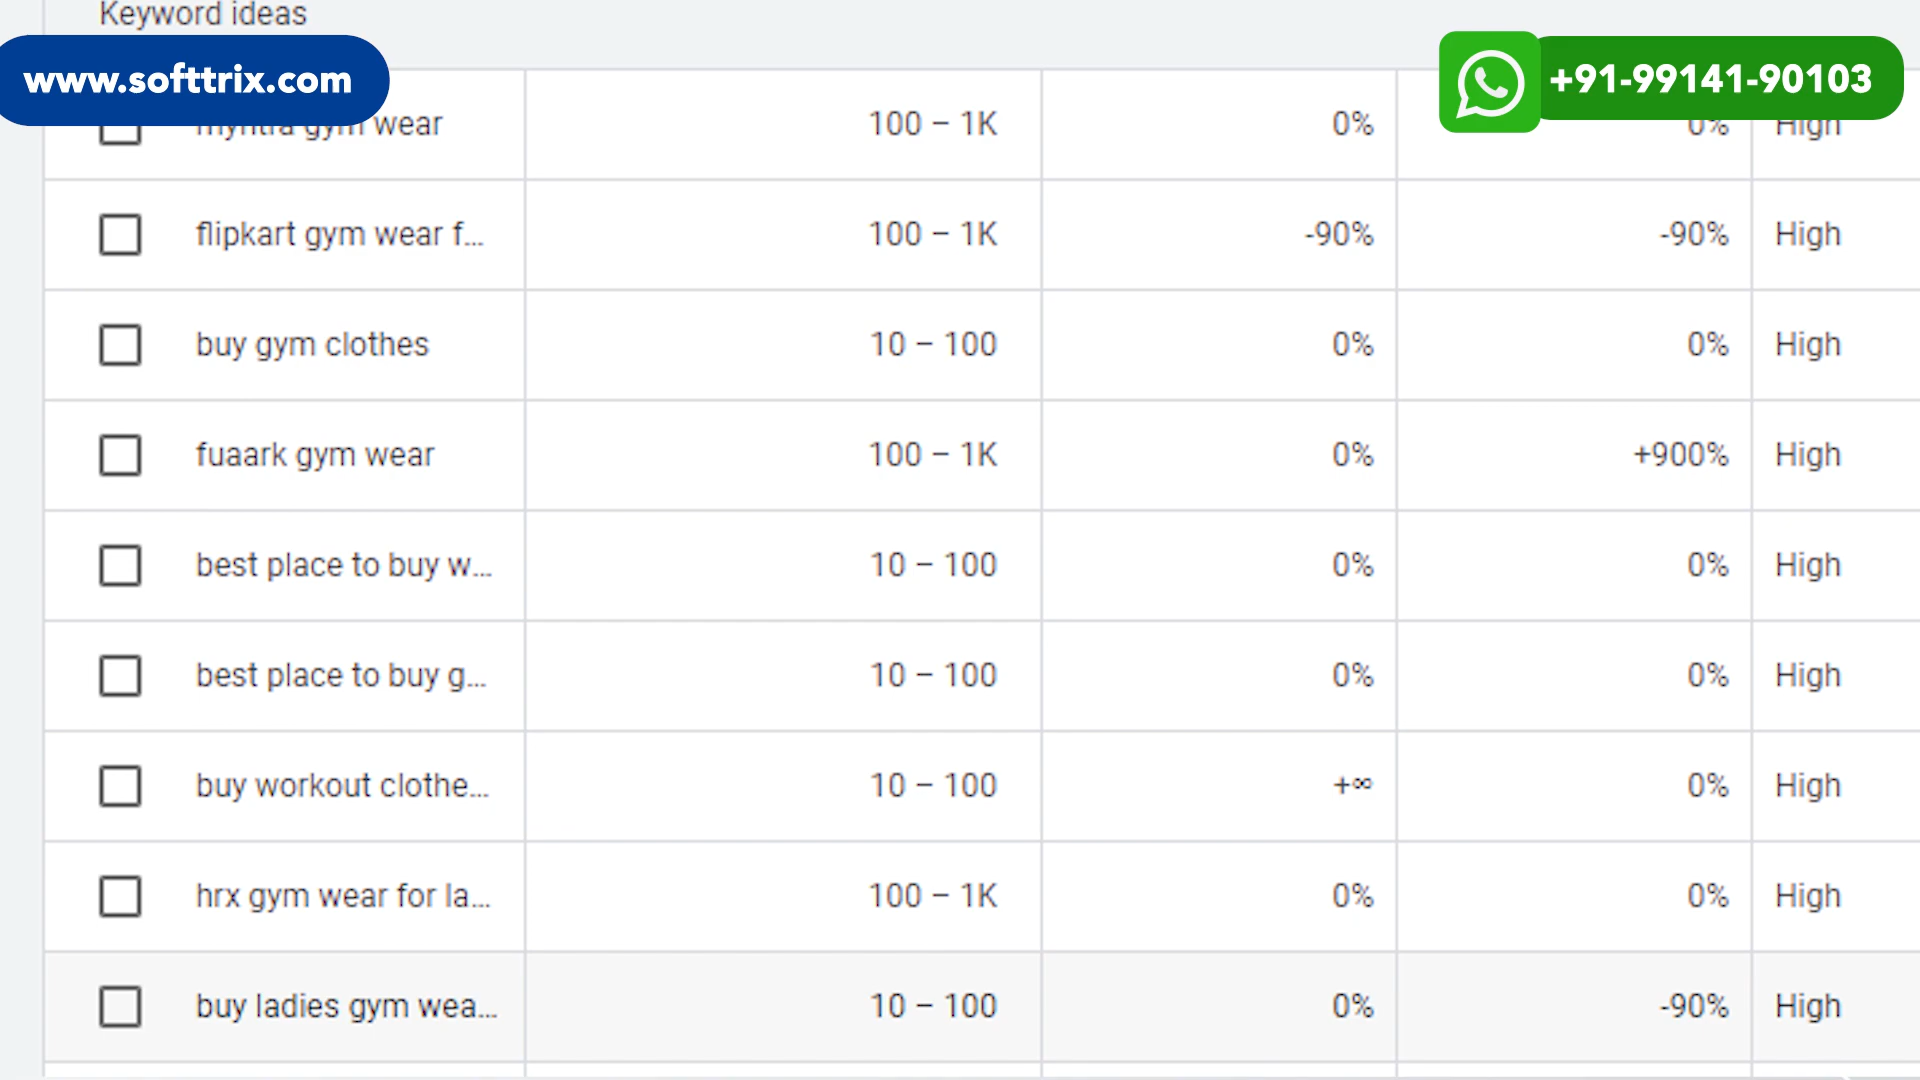 Keyword ideas
www.softtrix.com
+91-99141-90103
myntra gym wear 100 – 1K 0% 0% High
flipkart gym wear f... 100 – 1K -90% -90% High
buy gym clothes 10 – 100 0% 0% High
fuaark gym wear 100 – 1K 0% +900% High
best place to buy w... 10 – 100 0% 0% High
best place to buy g... 10 – 100 0% 0% High
buy workout clothe... 10 – 100 +∞ 0% High
hrx gym wear for la... 100 – 1K 0% 0% High
buy ladies gym wea... 10 – 100 0% -90% High